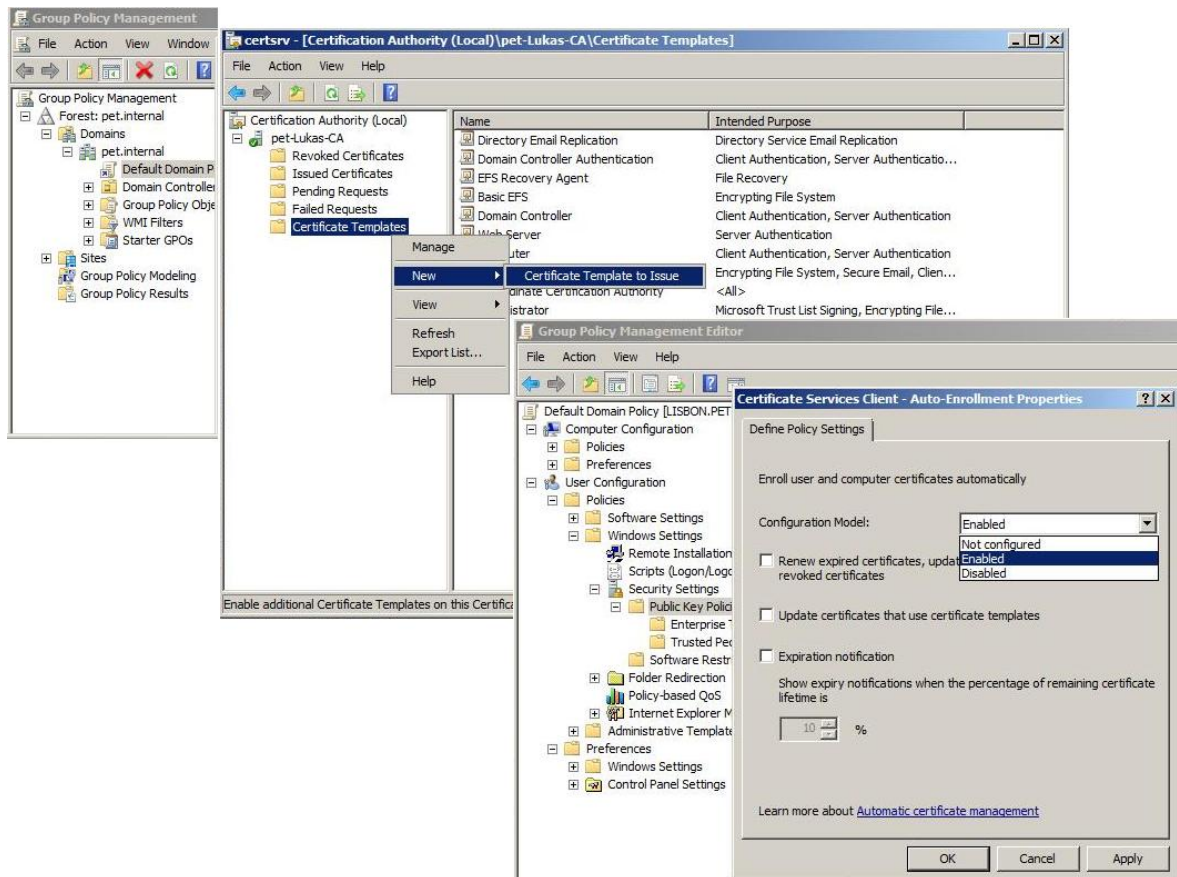 Group Policy Management
File Action View Window
Group Policy Management
Forest: pet.internal
Domains
pet.internal
Default Domain P
Domain Controller
Group Policy Obje
WMI Filters
Starter GPOs
Sites
Group Policy Modeling
Group Policy Results
certsrv - [Certification Authority (Local)\pet-Lukas-CA\Certificate Templates]
File Action View Help
Certification Authority (Local)
pet-Lukas-CA
Revoked Certificates
Issued Certificates
Pending Requests
Failed Requests
Certificate Templates
Name Intended Purpose
Directory Email Replication Directory Service Email Replication
Domain Controller Authentication Client Authentication, Server Authenticatio...
EFS Recovery Agent File Recovery
Basic EFS Encrypting File System
Domain Controller Client Authentication, Server Authentication
Web Server Server Authentication
uter Client Authentication, Server Authentication
Encrypting File System, Secure Email, Clien...
rdinate Certification Authority <All>
istrator Microsoft Trust List Signing, Encrypting File...
Manage
New
Certificate Template to Issue
View
Refresh
Export List...
Help
Enable additional Certificate Templates on this Certific
Group Policy Management Editor
File Action View Help
Default Domain Policy [LISBON.PET
Computer Configuration
Policies
Preferences
User Configuration
Policies
Software Settings
Windows Settings
Remote Installation
Scripts (Logon/Logo
Security Settings
Public Key Polici
Enterprise T
Trusted Peo
Software Restr
Folder Redirection
Policy-based QoS
Internet Explorer M
Administrative Template
Preferences
Windows Settings
Control Panel Settings
Certificate Services Client - Auto-Enrollment Properties
Define Policy Settings
Enroll user and computer certificates automatically
Configuration Model: Enabled
Not configured
Enabled
Disabled
Renew expired certificates, updat
revoked certificates
Update certificates that use certificate templates
Expiration notification
Show expiry notifications when the percentage of remaining certificate
lifetime is
10 %
Learn more about Automatic certificate management
OK Cancel Apply